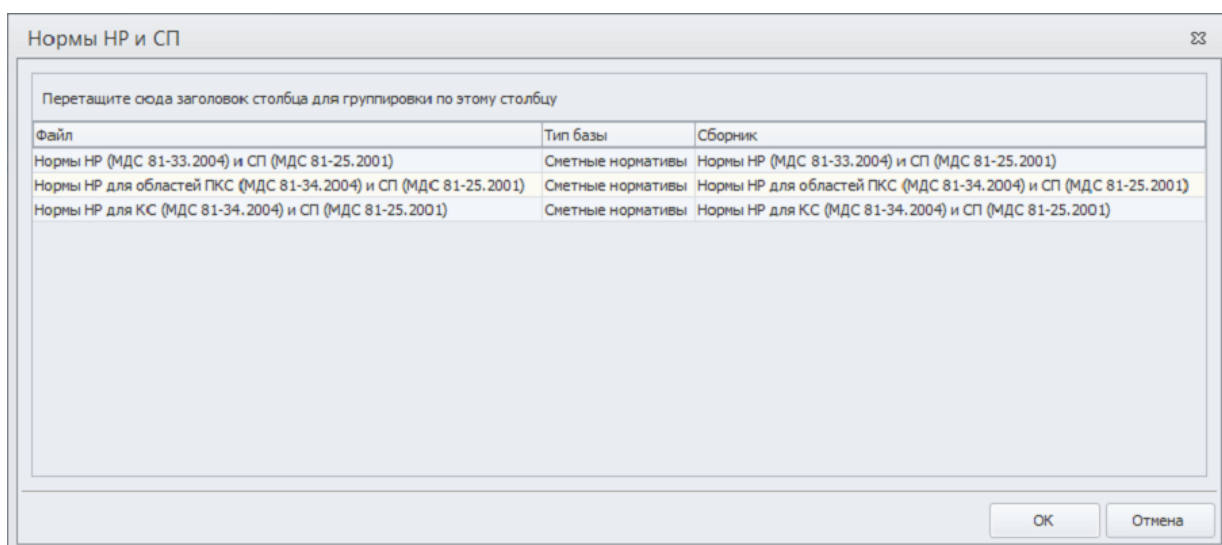 Нормы НР и СП
Перетащите сюда заголовок столбца для группировки по этому столбцу
Файл Тип базы Сборник
Нормы НР (МДС 81-33.2004) и СП (МДС 81-25.2001) Сметные нормативы Нормы НР (МДС 81-33.2004) и СП (МДС 81-25.2001)
Нормы НР для областей ПКС (МДС 81-34.2004) и СП (МДС 81-25.2001) Сметные нормативы Нормы НР для областей ПКС (МДС 81-34.2004) и СП (МДС 81-25.2001)
Нормы НР для КС (МДС 81-34.2004) и СП (МДС 81-25.2001) Сметные нормативы Нормы НР для КС (МДС 81-34.2004) и СП (МДС 81-25.2001)
ОК Отмена